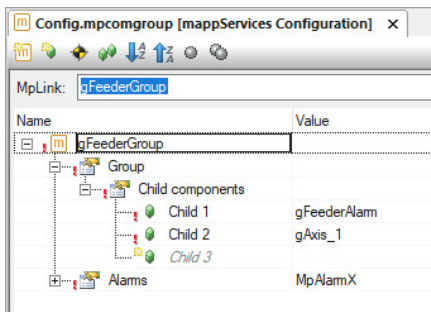 Config.mpcomgroup [mappServices Configuration] ×
MpLink: gFeederGroup
Name Value
gFeederGroup
Group
Child components
Child 1 gFeederAlarm
Child 2 gAxis_1
Child 3
Alarms MpAlarmX